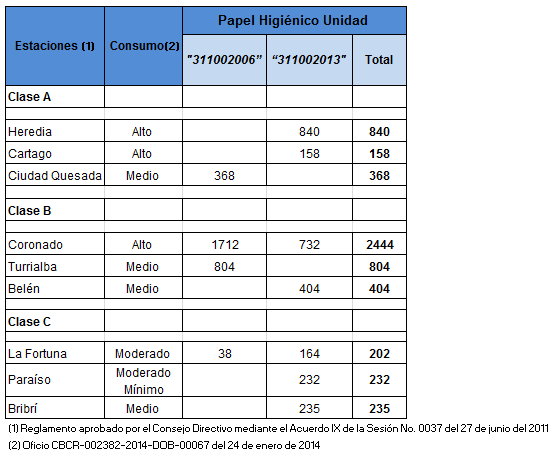 Estaciones (1) Consumo(2) Papel Higiénico Unidad
"311002006” “311002013" Total
Clase A
Heredia Alto 840 840
Cartago Alto 158 158
Ciudad Quesada Medio 368 368
Clase B
Coronado Alto 1712 732 2444
Turrialba Medio 804 804
Belén Medio 404 404
Clase C
La Fortuna Moderado 38 164 202
Paraíso Moderado Mínimo 232 232
Bribrí Medio 235 235
(1) Reglamento aprobado por el Consejo Directivo mediante el Acuerdo IX de la Sesión No. 0037 del 27 de junio del 2011
(2) Oficio CBCR-002382-2014-DOB-00067 del 24 de enero de 2014